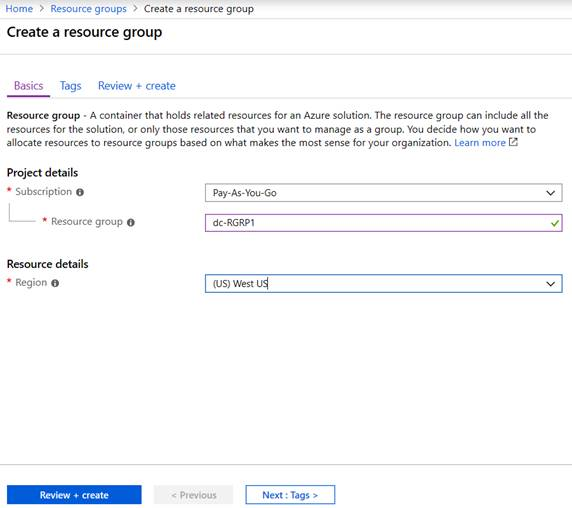 Home > Resource groups > Create a resource group
Create a resource group
Basics Tags Review + create
Resource group - A container that holds related resources for an Azure solution. The resource group can include all the
resources for the solution, or only those resources that you want to manage as a group. You decide how you want to
allocate resources to resource groups based on what makes the most sense for your organization. Learn more
Project details
* Subscription Pay-As-You-Go
* Resource group dc-RGRP1
Resource details
* Region (US) West US
Review + create < Previous Next : Tags >